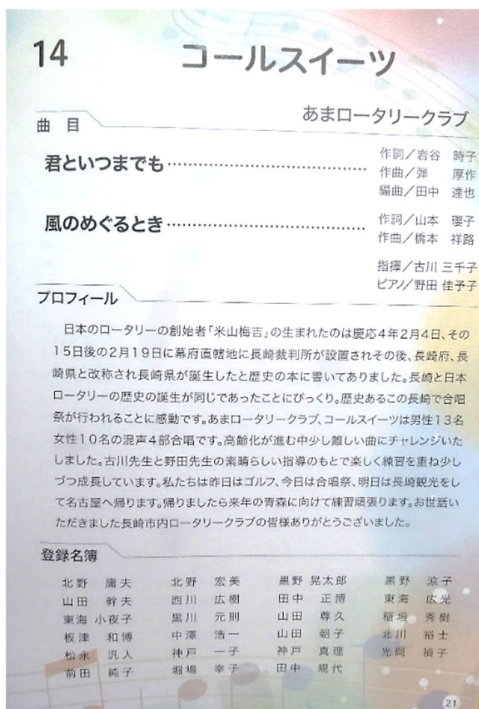 14 コールスイーツ
あまロータリークラブ
曲 目
君といつまでも
作詞／岩谷 時子
作曲／弾 厚作
編曲／田中 達也
風のめぐるとき
作詞／山本 瓔子
作曲／橋本 祥路
指揮／古川 三千子
ピアノ／野田 佳予子
プロフィール
日本のロータリーの創始者「米山梅吉」の生まれたのは慶応4年2月4日、その
15日後の2月19日に幕府直轄地に長崎裁判所が設置されその後、長崎府、長
崎県と改称され長崎県が誕生したと歴史の本に書いてありました。長崎と日本
ロータリーの歴史の誕生が同じであったことにびっくり。歴史あるこの長崎で合唱
祭が行われることに感動です。あまロータリークラブ、コールスイーツは男性13名
女性10名の混声4部合唱です。高齢化が進む中少し難しい曲にチャレンジいた
しました。古川先生と野田先生の素晴らしい指導のもとで楽しく練習を重ね少し
づつ成長しています。私たちは昨日はゴルフ、今日は合唱祭、明日は長崎観光をし
て名古屋へ帰ります。帰りましたら来年の青森に向けて練習頑張ります。お世話い
ただきました長崎市内ロータリークラブの皆様ありがとうございました。
登録名簿
北野 庸夫 北野 宏美 黒野 晃太郎 黒野 涼子
山田 幹夫 西川 広樹 田中 正博 東海 広光
東海 小夜子 黒川 元則 山田 尊久 稲垣 秀樹
板津 和博 中澤 浩一 山田 朝子 北川 裕士
松永 汎人 神戸 一子 神戸 真理 光岡 禎子
前田 純子 堀場 幸子 田中 規代
21